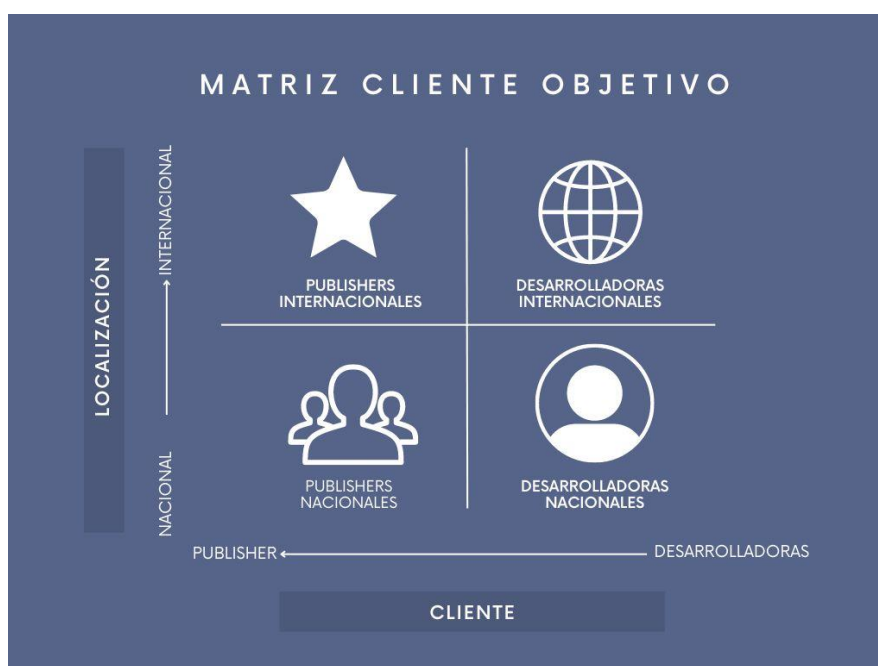 MATRIZ CLIENTE OBJETIVO
LOCALIZACIÓN
INTERNACIONAL
NACIONAL
PUBLISHERS
INTERNACIONALES
DESARROLLADORAS
INTERNACIONALES
PUBLISHERS
NACIONALES
DESARROLLADORAS
NACIONALES
PUBLISHER
DESARROLLADORAS
CLIENTE